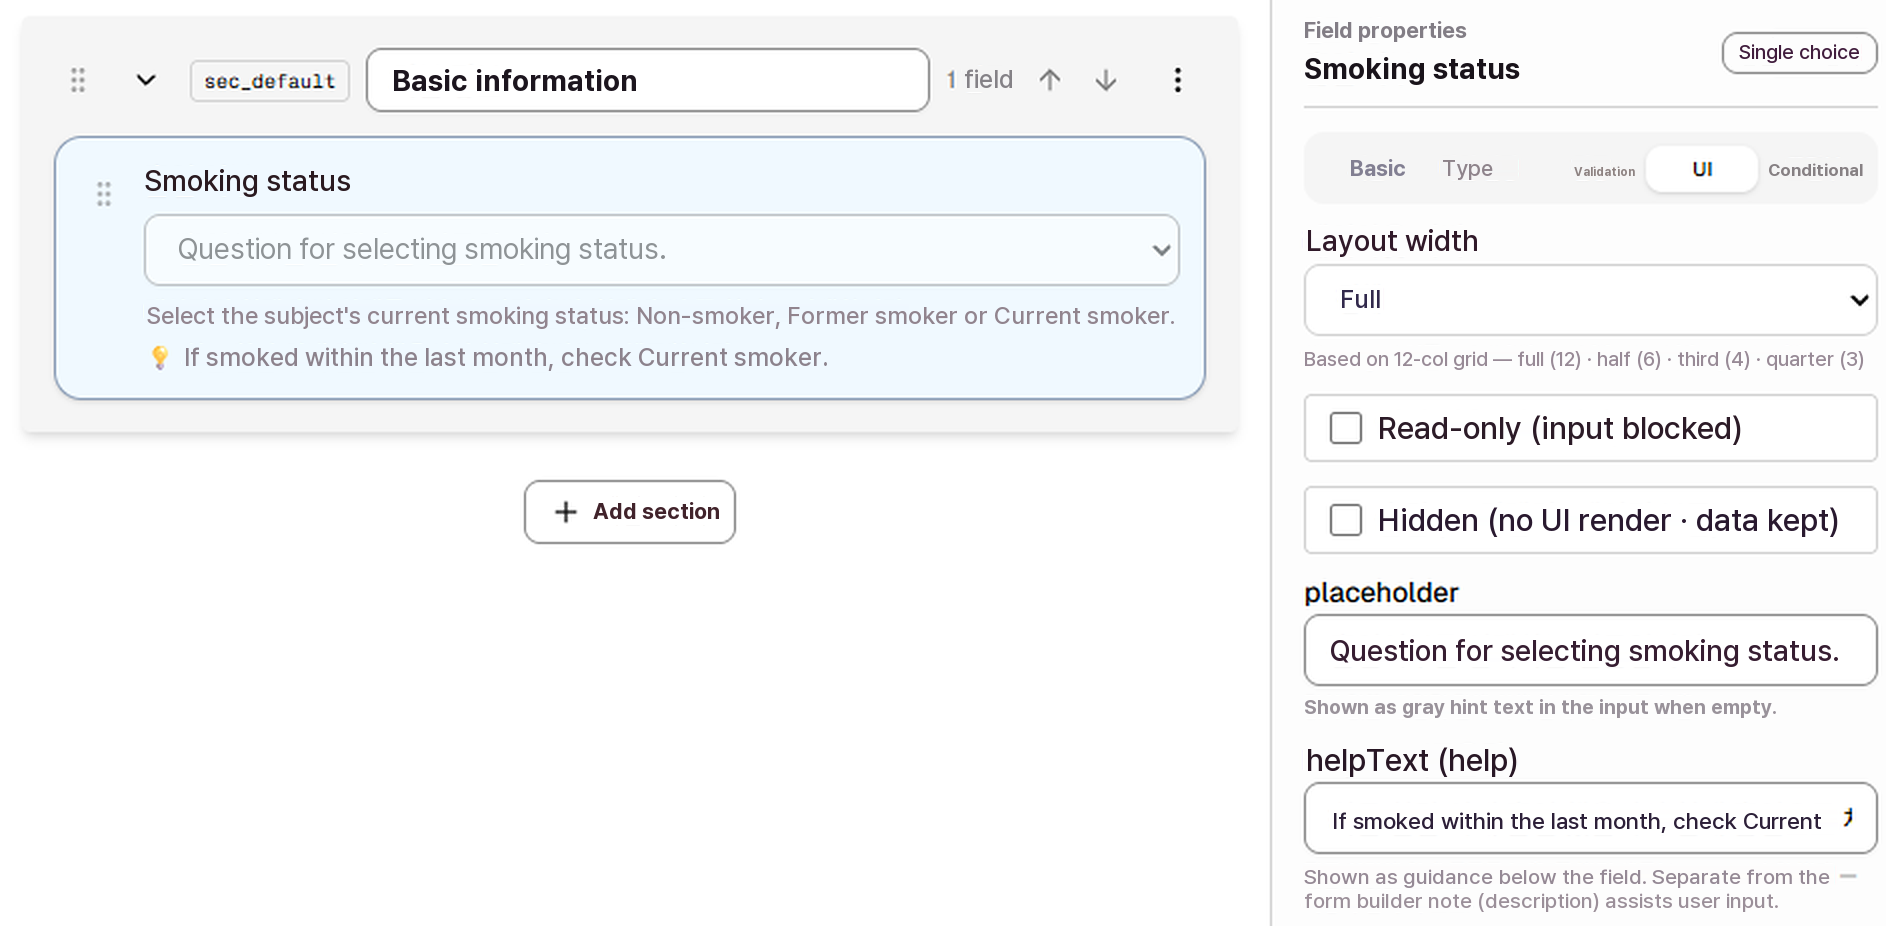 sec_default
Basic information
1 field
Smoking status
Question for selecting smoking status.
Select the subject's current smoking status: Non-smoker, Former smoker or Current smoker.
If smoked within the last month, check Current smoker.
Add section
Field properties
Smoking status
Single choice
Basic
Type
Validation
UI
Conditional
Layout width
Full
Based on 12-col grid — full (12) · half (6) · third (4) · quarter (3)
Read-only (input blocked)
Hidden (no UI render · data kept)
placeholder
Question for selecting smoking status.
Shown as gray hint text in the input when empty.
helpText (help)
If smoked within the last month, check Current
Shown as guidance below the field. Separate from the —
form builder note (description) assists user input.